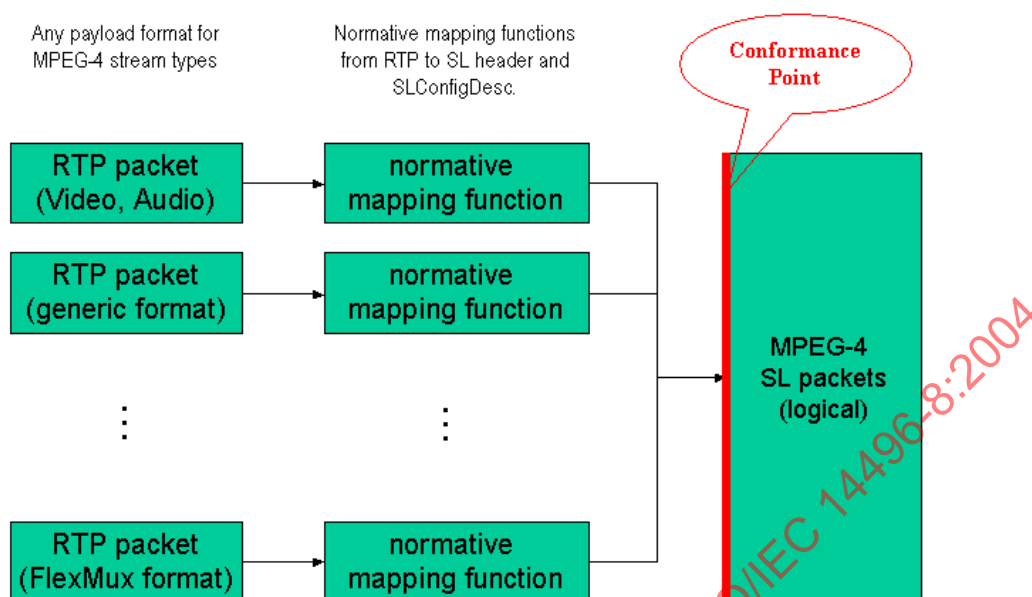 Any payload format for
MPEG-4 stream types
Normative mapping functions
from RTP to SL header and
SLConfigDesc.
Conformance
Point
RTP packet
(Video, Audio)
normative
mapping function
RTP packet
(generic format)
normative
mapping function
MPEG-4
SL packets
(logical)
RTP packet
(FlexMux format)
normative
mapping function
O/IEC 14496-8:2004